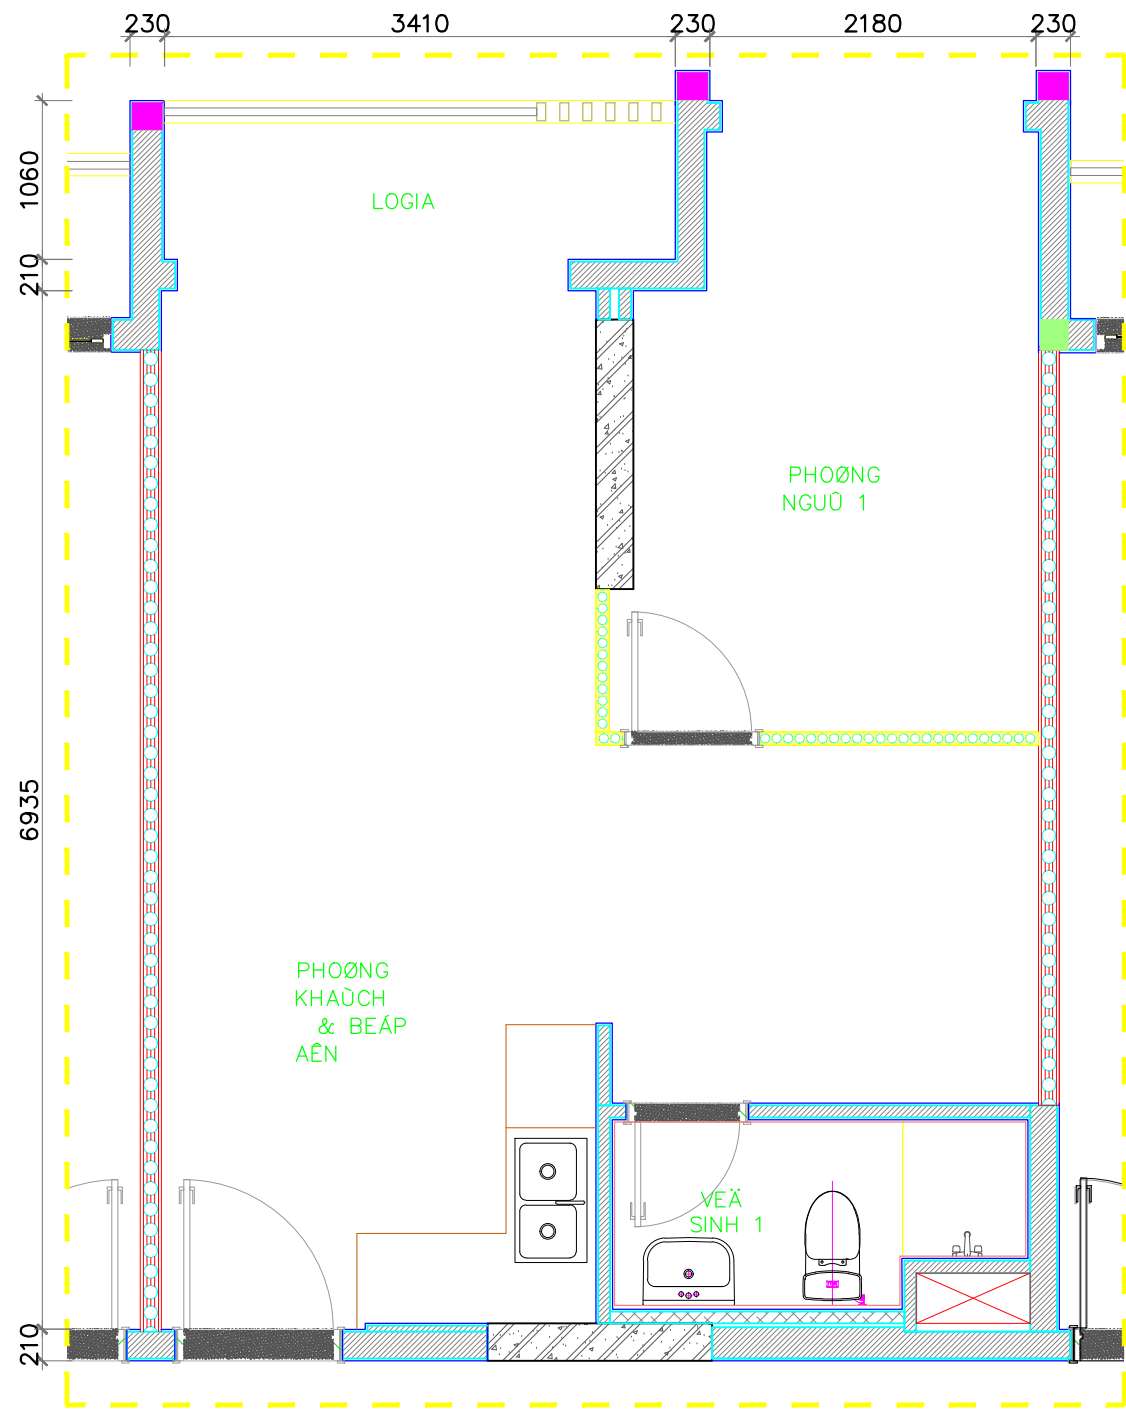 230 3410 230 2180 230
1060
LOGIA
210
PHOØNG
NGUÛ 1
6935
PHOØNG
KHAÙCH
& BEÁP
AÊN
VEÄ
SINH 1
210